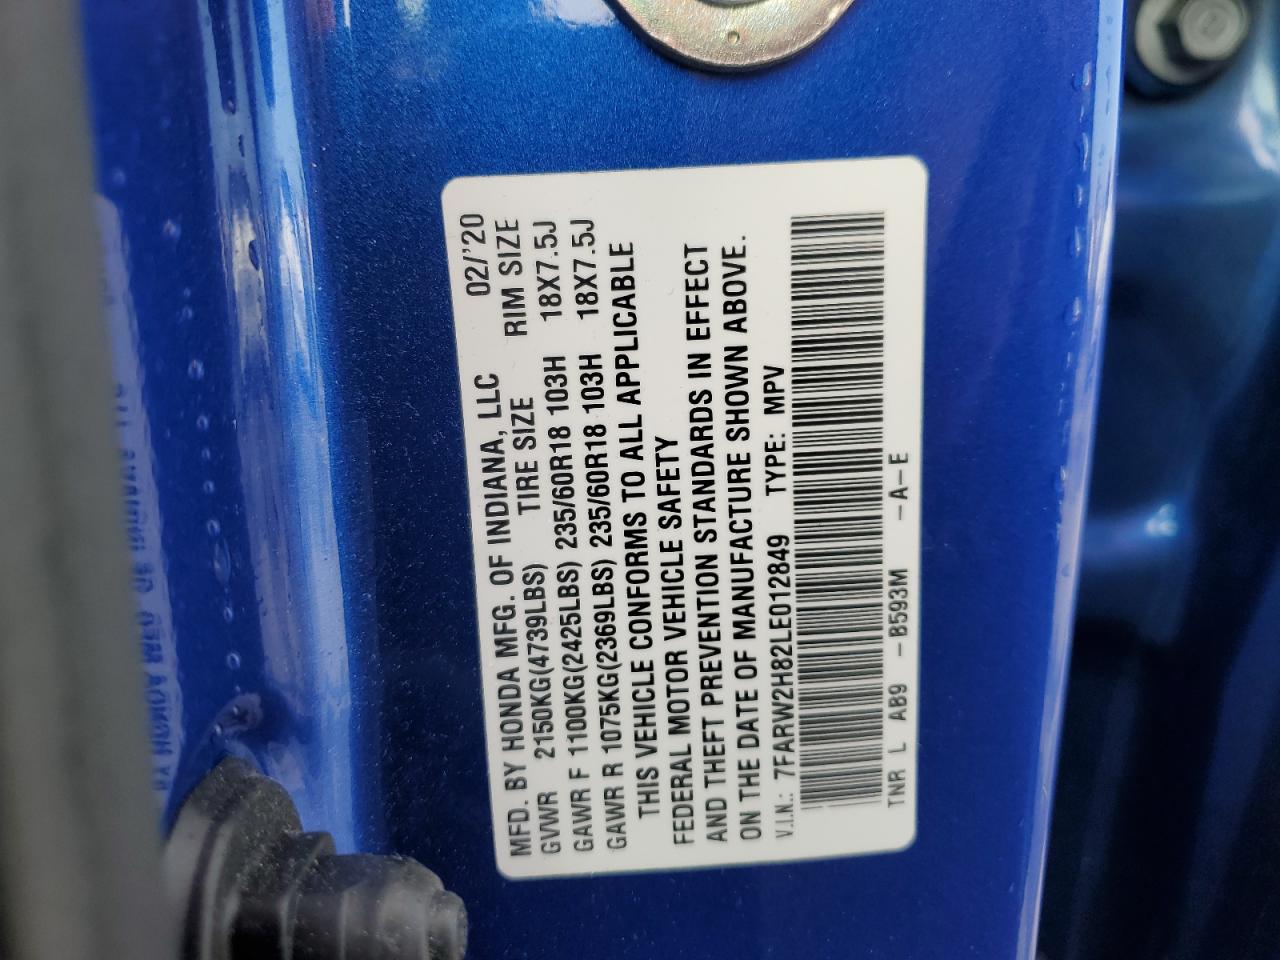 MFD. BY HONDA MFG. OF INDIANA, LLC 02/'20
GVWR 2150KG(4739LBS) TIRE SIZE RIM SIZE
GAWR F 1100KG(2425LBS) 235/60R18 103H 18X7.5J
GAWR R 1075KG(2369LBS) 235/60R18 103H 18X7.5J
THIS VEHICLE CONFORMS TO ALL APPLICABLE
FEDERAL MOTOR VEHICLE SAFETY
AND THEFT PREVENTION STANDARDS IN EFFECT
ON THE DATE OF MANUFACTURE SHOWN ABOVE.
V.I.N.: 7FARW2H82LE012849 TYPE: MPV
TNR L AB9 -B593M -A-E